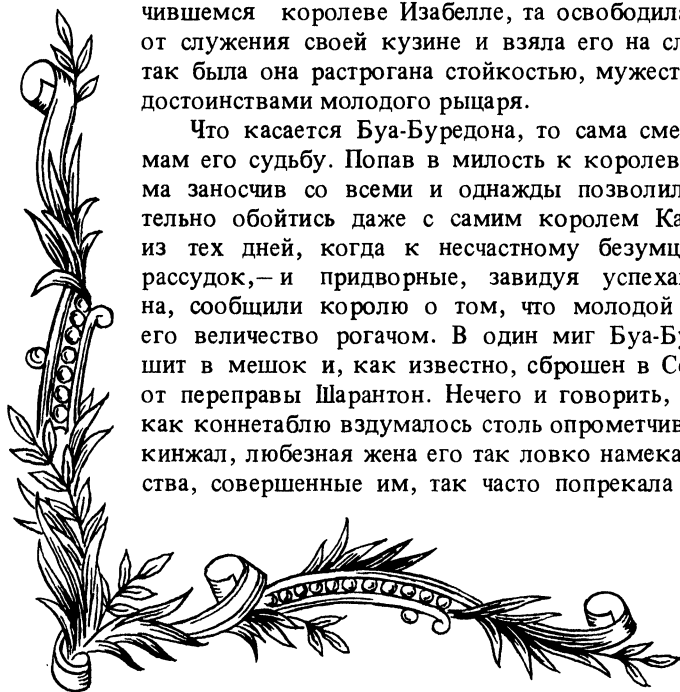 чившемся королеве Изабелле, та освободила
от служения своей кузине и взяла его на сл
так была она растрогана стойкостью, мужест
достоинствами молодого рыцаря.
Что касается Буа-Буредона, то сама сме
мам его судьбу. Попав в милость к королев
ма заносчив со всеми и однажды позволил
тельно обойтись даже с самим королем Ка
из тех дней, когда к несчастному безумц
рассудок,— и придворные, завидуя успеха
на, сообщили королю о том, что молодой
его величество рогачом. В один миг Буа-Бу
шит в мешок и, как известно, сброшен в Се
от переправы Шарантон. Нечего и говорить,
как коннетаблю вздумалось столь опрометчив
кинжал, любезная жена его так ловко намека
ства, совершенные им, так часто попрекала